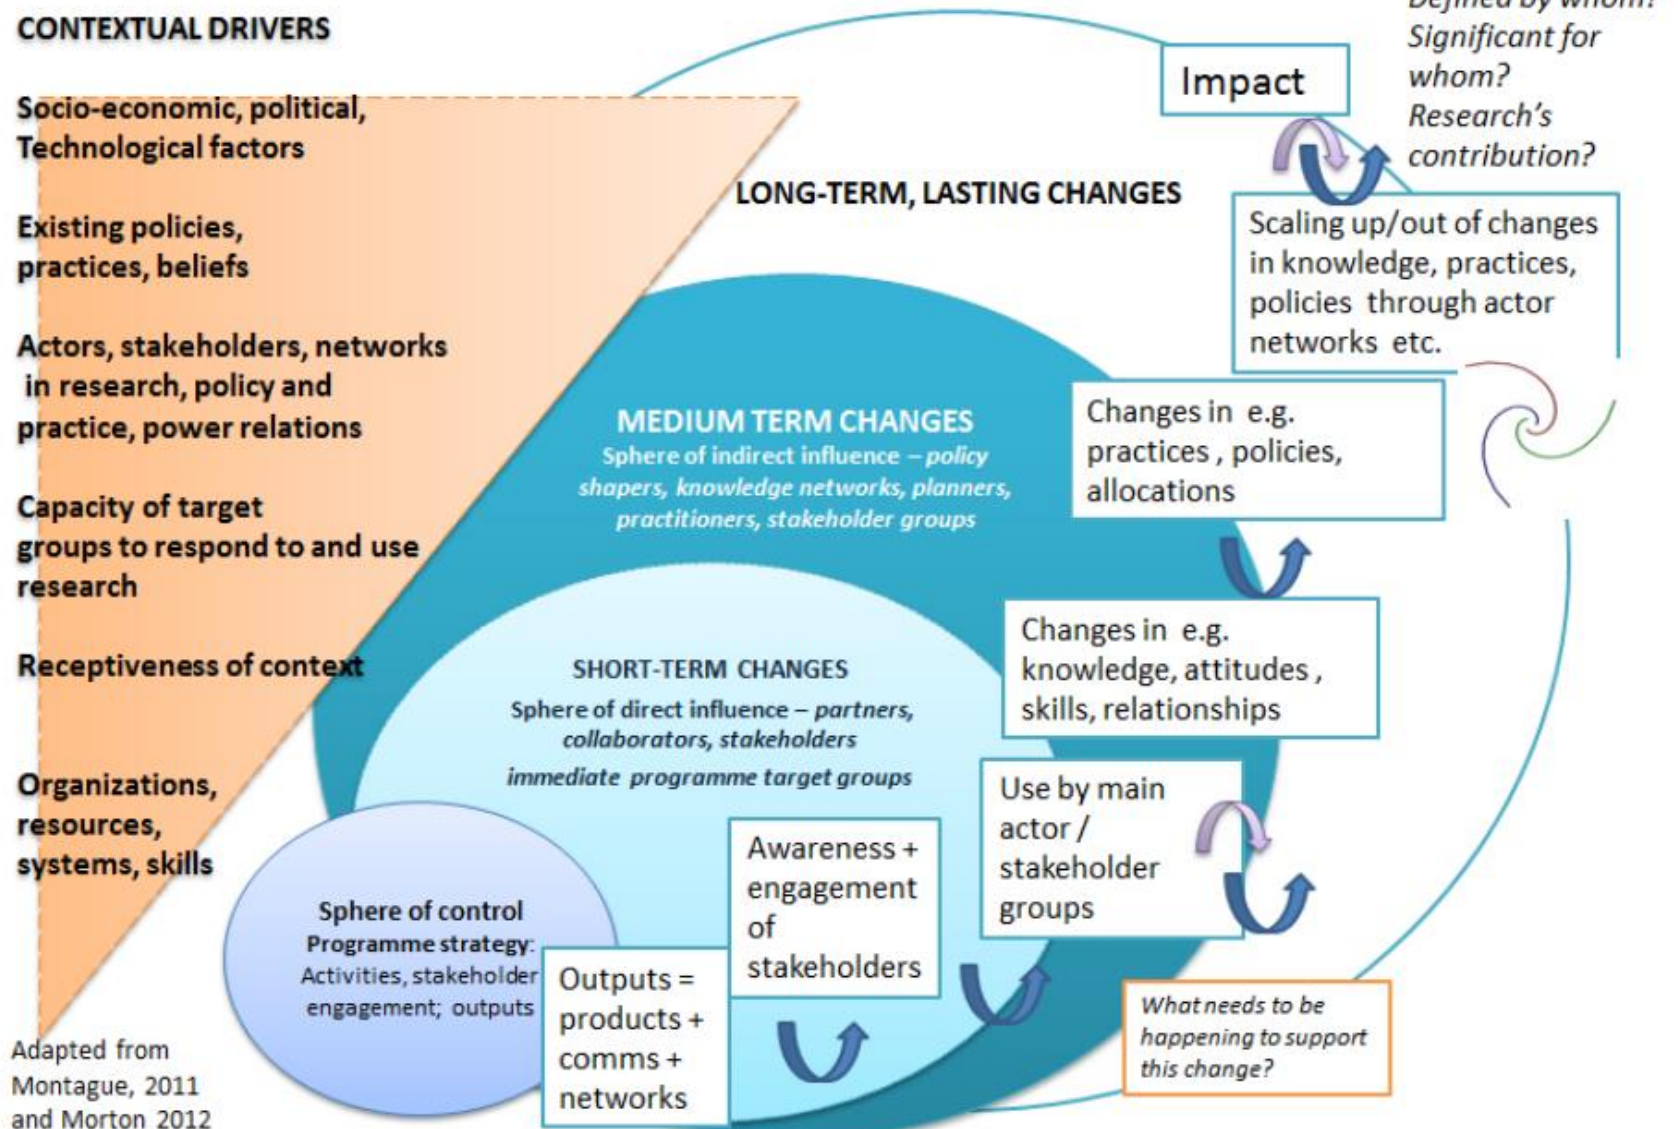 CONTEXTUAL DRIVERS
Socio-economic, political,
Technological factors
Existing policies,
practices, beliefs
Actors, stakeholders, networks
in research, policy and
practice, power relations
Capacity of target
groups to respond to and use
research
Receptiveness of context
Organizations,
resources,
systems, skills
Adapted from
Montague, 2011
and Morton 2012
Defined by whom?
Significant for
whom?
Research's
contribution?
Impact
LONG-TERM, LASTING CHANGES
Scaling up/out of changes
in knowledge, practices,
policies through actor
networks etc.
MEDIUM TERM CHANGES
Sphere of indirect influence – policy
shapers, knowledge networks, planners,
practitioners, stakeholder groups
Changes in e.g.
practices , policies,
allocations
SHORT-TERM CHANGES
Sphere of direct influence – partners,
collaborators, stakeholders
immediate programme target groups
Changes in e.g.
knowledge, attitudes ,
skills, relationships
Use by main
actor /
stakeholder
groups
Awareness +
engagement
of
stakeholders
Sphere of control
Programme strategy:
Activities, stakeholder
engagement; outputs
Outputs =
products +
comms +
networks
What needs to be
happening to support
this change?